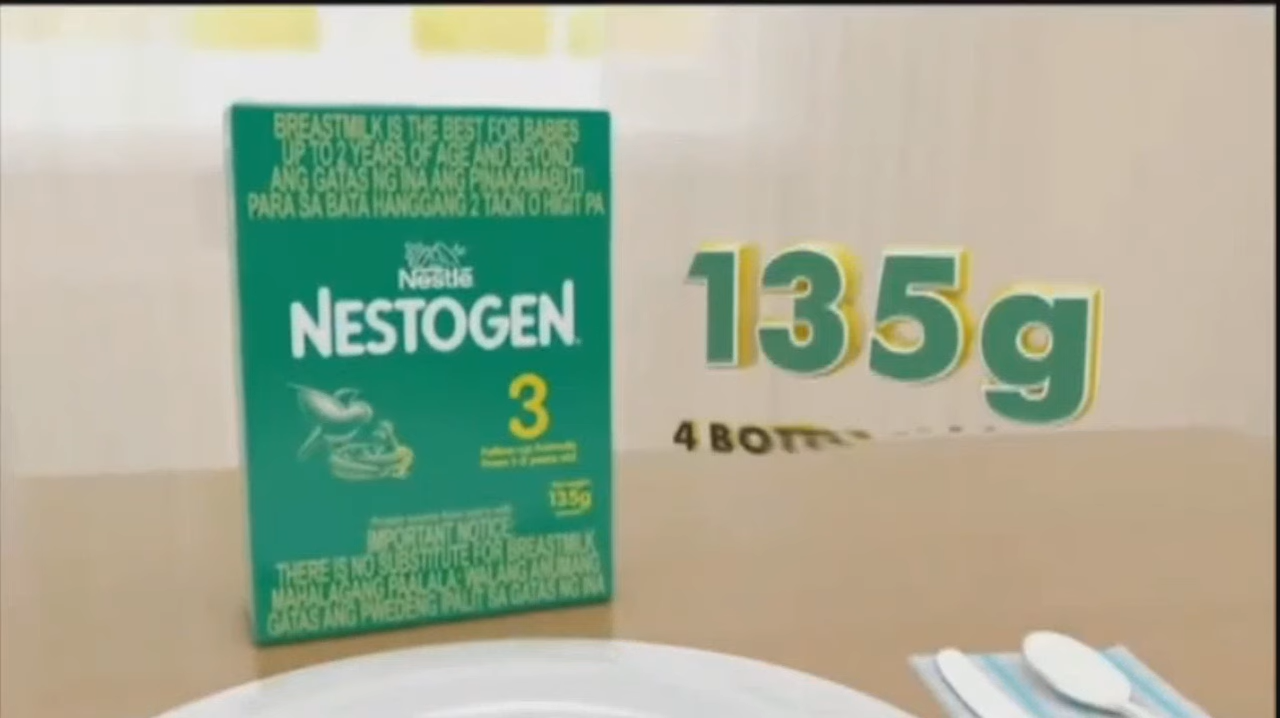 BREASTMILK IS THE BEST FOR BABIES
UP TO 2 YEARS OF AGE AND BEYOND
ANG GATAS NG INA ANG PINAKAMABUTI
PARA SA BATA HANGGANG 2 TAON O HIGIT PA
Nestlé
NESTOGEN
3
135g
IMPORTANT NOTICE:
THERE IS NO SUBSTITUTE FOR BREASTMILK
MAHALAGANG PAALALA: WALANG ANUMANG
GATAS ANG PWEDENG IPALIT SA GATAS NG INA
135g
4